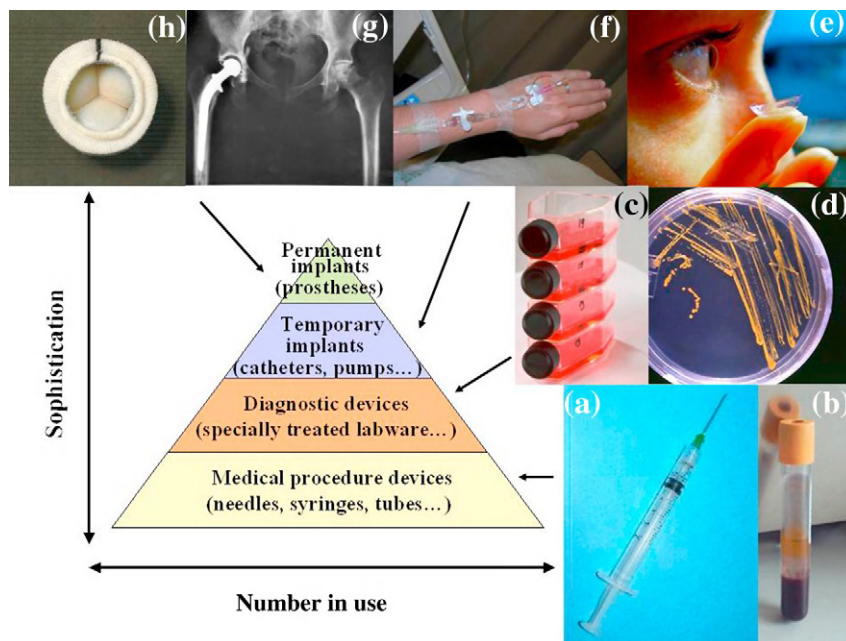 (h)
(g)
(f)
(e)
(c)
(d)
Permanent
implants
(prostheses)
Temporary
implants
(catheters, pumps…)
Diagnostic devices
(specially treated labware…)
Medical procedure devices
(needles, syringes, tubes…)
Sophistication
(a)
(b)
Number in use